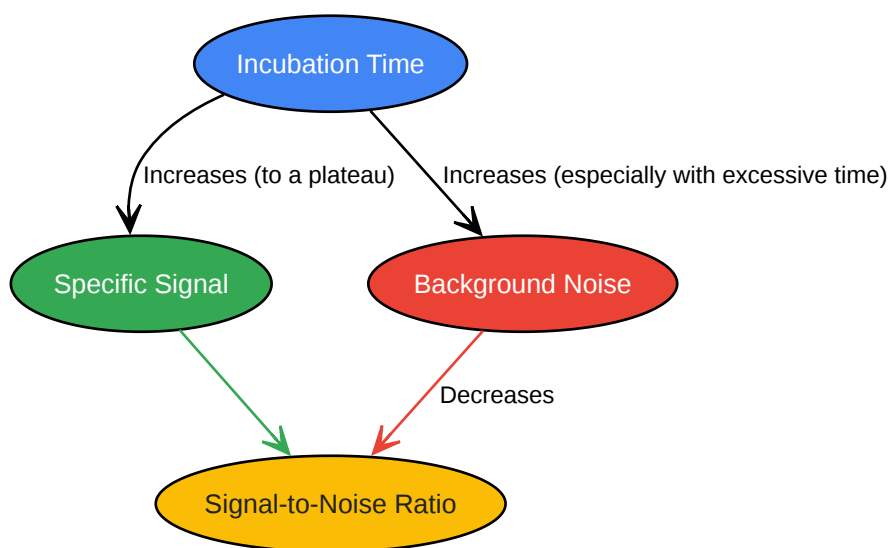 Incubation Time
Increases (to a plateau)
Increases (especially with excessive time)
Specific Signal
Background Noise
Decreases
Signal-to-Noise Ratio